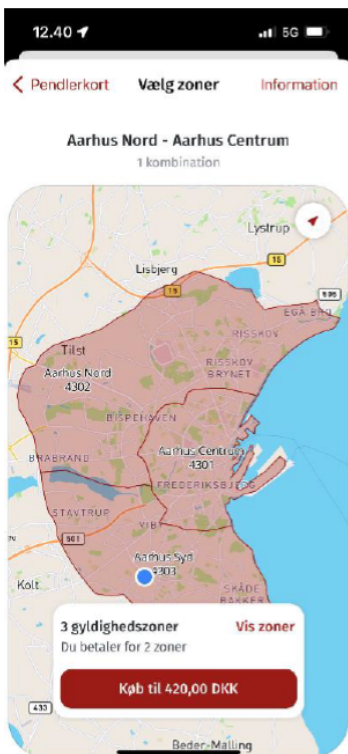 12.40
5G
Pendlerkort
Vælg zoner
Information
Aarhus Nord - Aarhus Centrum
1 kombination
Lystrup
15
Lisbjerg
15
505
EGÅ BRO
RISSKOV
15
Tilst
RISSKOV
BRYNET
Aarhus Nord
4302
BISPEHAVEN
Aarhus Centrum
4301
BRABRAND
FREDERIKSBJERG
STAVTRUP
VIBY
501
Aarhus Syd
4303
Kolt
SKÅDE
BAKKER
3 gyldighedszoner
Vis zoner
Du betaler for 2 zoner
Køb til 420,00 DKK
433
Beder-Malling